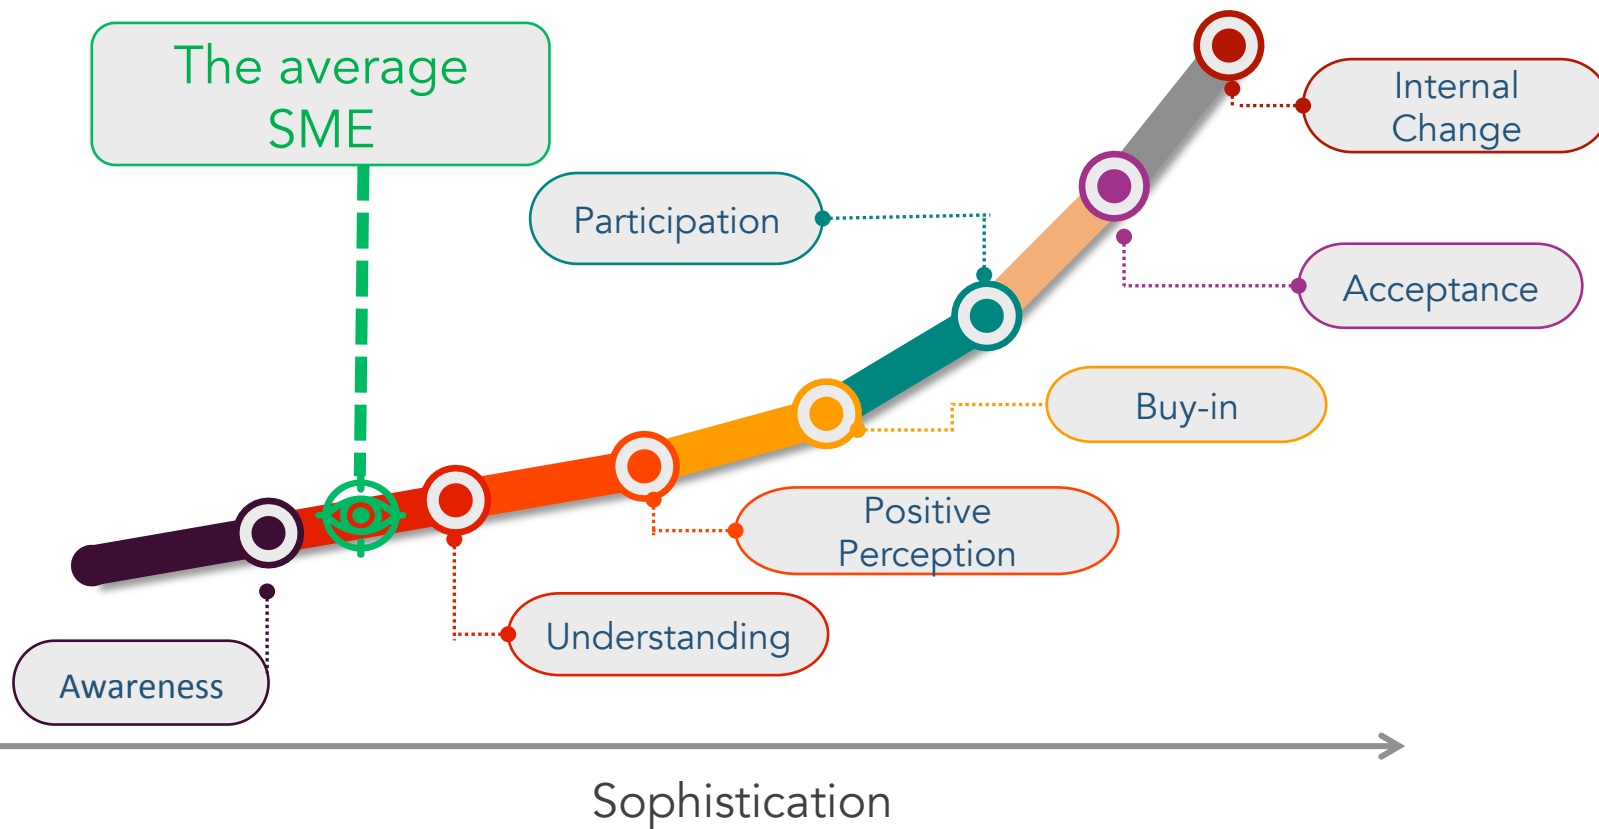 The average
SME
Internal
Change
Participation
Acceptance
Buy-in
Positive
Perception
Understanding
Awareness
Sophistication